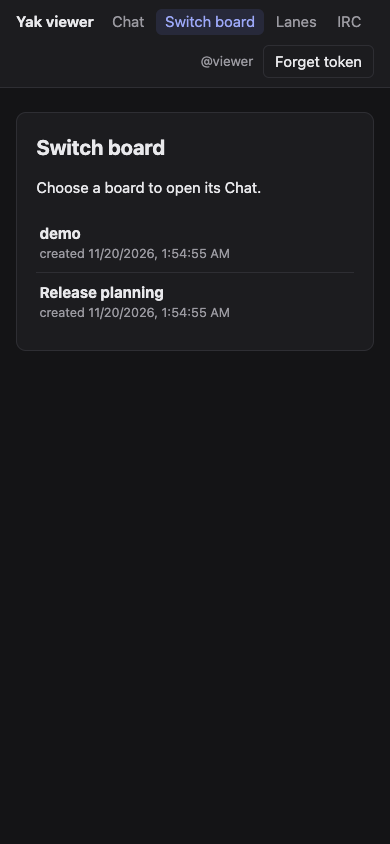 Yak viewer Chat Switch board Lanes IRC
@viewer Forget token
Switch board
Choose a board to open its Chat.
demo
created 11/20/2026, 1:54:55 AM
Release planning
created 11/20/2026, 1:54:55 AM